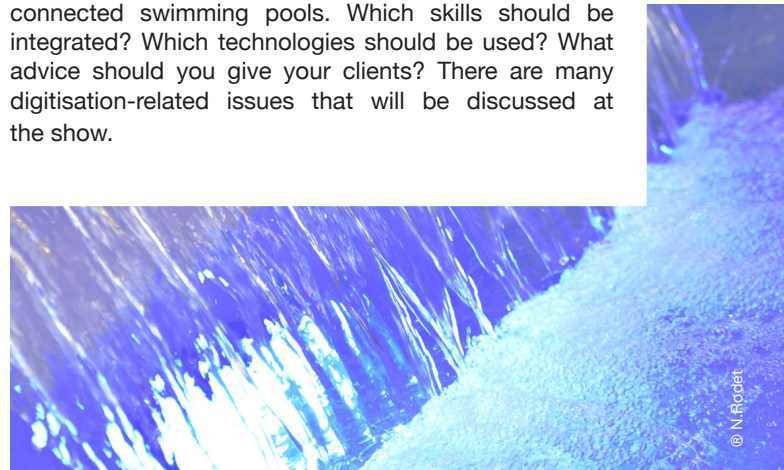 connected swimming pools. Which skills should be
integrated? Which technologies should be used? What
advice should you give your clients? There are many
digitisation-related issues that will be discussed at
the show.
® N.Rodet